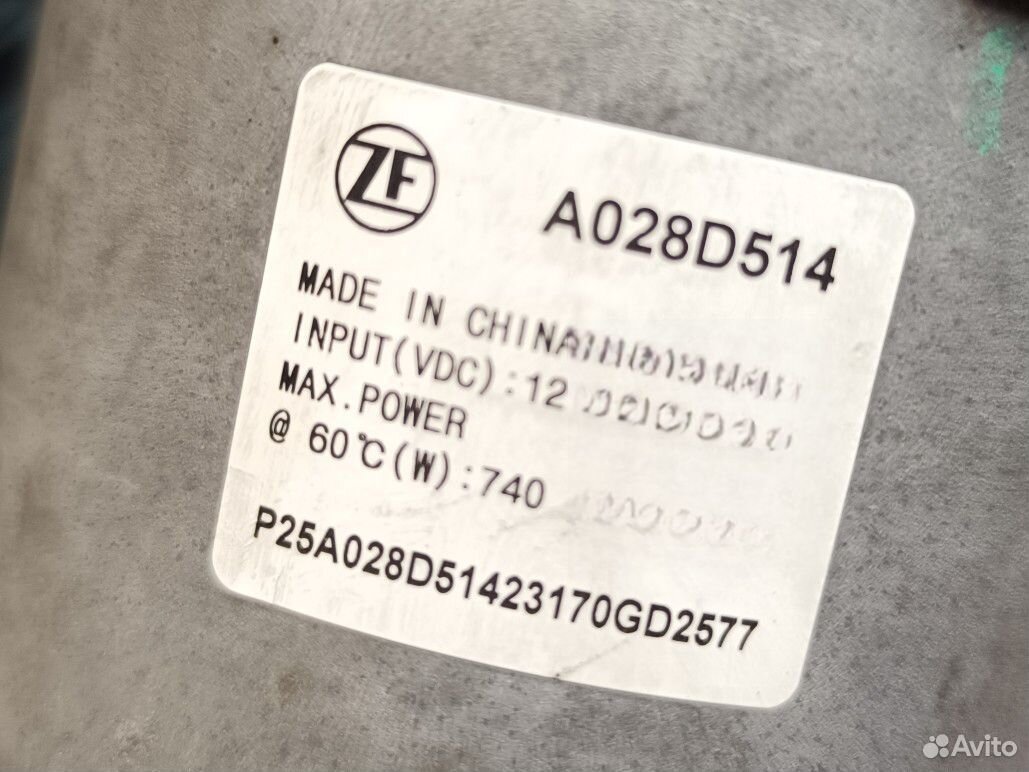 ZF
A028D514
MADE IN CHINA
INPUT(VDC):12
MAX.POWER
@ 60℃(W):740
P25A028D51423170GD2577
Avito